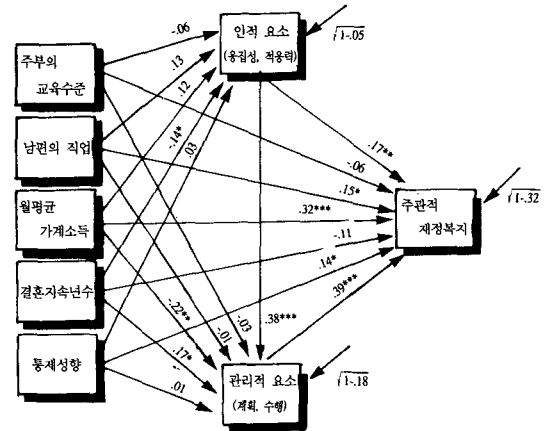 주부의
교육수준
남편의 직업
월평균
가계소득
결혼지속년수
통제성향
인적 요소
(응집성, 적응력)
관리적 요소
(계획, 수행)
주관적
재정복지
-.06
.13
.12
-.14*
.03
√1-.05
.17**
-.06
.15*
.32***
-.11
.14*
.39***
√1-.32
.38***
-.22**
-.01
-.03
.17*
.01
√1-.18